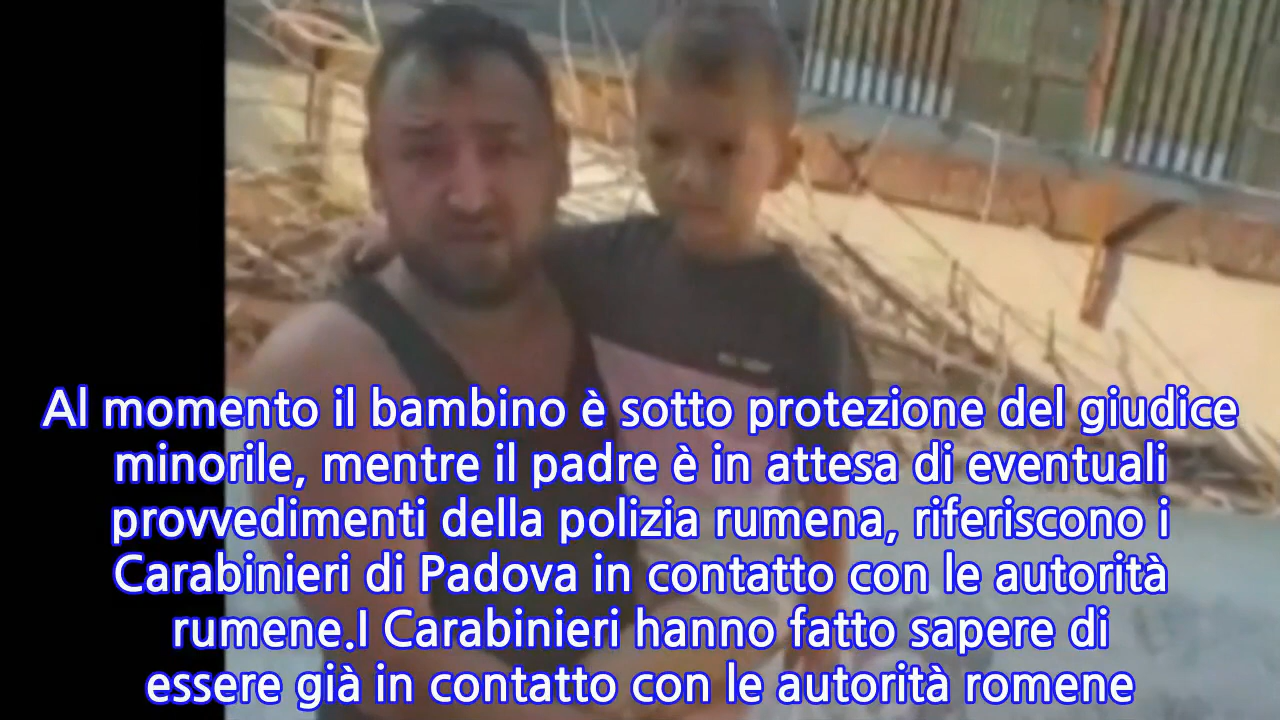 Al momento il bambino è sotto protezione del giudice
minorile, mentre il padre è in attesa di eventuali
provvedimenti della polizia rumena, riferiscono i
Carabinieri di Padova in contatto con le autorità
rumene.I Carabinieri hanno fatto sapere di
essere già in contatto con le autorità romene